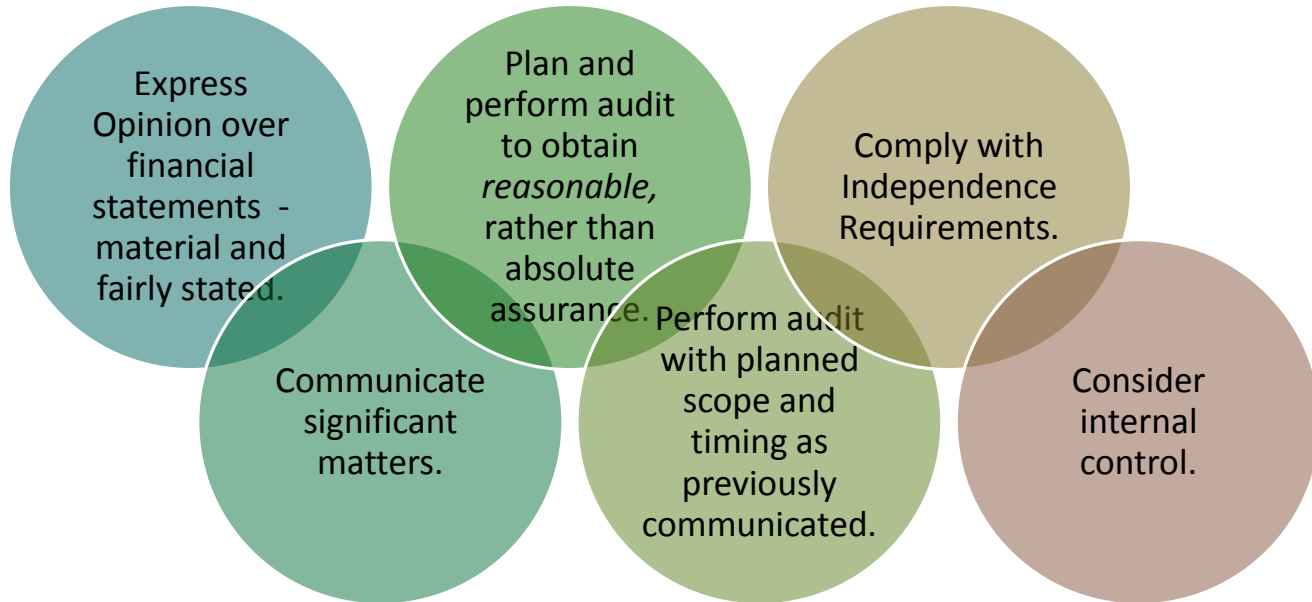 Express
Opinion over
financial
statements  -
material and
fairly stated.
Communicate
significant
matters.
Plan and
perform audit
to obtain
reasonable,
rather than
absolute
assurance.
Perform audit
with planned
scope and
timing as
previously
communicated.
Comply with
Independence
Requirements.
Consider
internal
control.